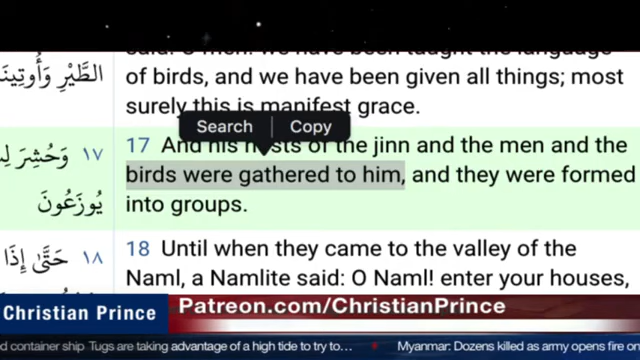 said: O men! we have been taught the language
الطَّيْرِ وَأُوتِينَا
of birds, and we have been given all things; most
surely this is manifest grace.
Search Copy
١٧ وَحُشِرَ
17 And his hosts of the jinn and the men and the
birds were gathered to him, and they were formed
يُوزَعُونَ
into groups.
١٨ حَتَّىٰ إِذَا
18 Until when they came to the valley of the
Naml, a Namlite said: O Naml! enter your houses,
Christian Prince
Patreon.com/ChristianPrince
d container ship Tugs are taking advantage of a high tide to try to... Myanmar: Dozens killed as army opens fire on